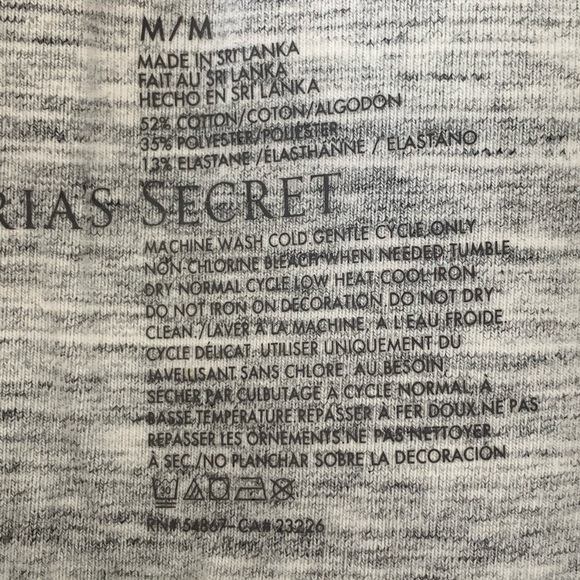 M/M
MADE IN SRI LANKA
FAIT AU SRI LANKA
HECHO EN SRI LANKA
52% COTTON/COTON/ALGODÓN
35% POLYESTER/POLIESTER
13% ELASTANE/ÉLASTHANNE / ELASTANO
RIA'S SECRET
MACHINE WASH COLD GENTLE CYCLE ONLY
NON-CHLORINE BLEACH WHEN NEEDED TUMBLE
DRY NORMAL CYCLE LOW HEAT COOL IRON
DO NOT IRON ON DECORATION DO NOT DRY
CLEAN /LAVER À LA MACHINE, À L'EAU FROIDE,
CYCLE DÉLICAT. UTILISER UNIQUEMENT DU
JAVELLISANT SANS CHLORE, AU BESOIN.
SÉCHER PAR CULBUTAGE À CYCLE NORMAL, À
BASSE TEMPÉRATURE REPASSER À FER DOUX.NE PAS
REPASSER LES ORNEMENTS.NE PAS NETTOYER
À SEC./NO PLANCHAR SOBRE LA DECORACIÓN
RN# 54867 CA# 23226